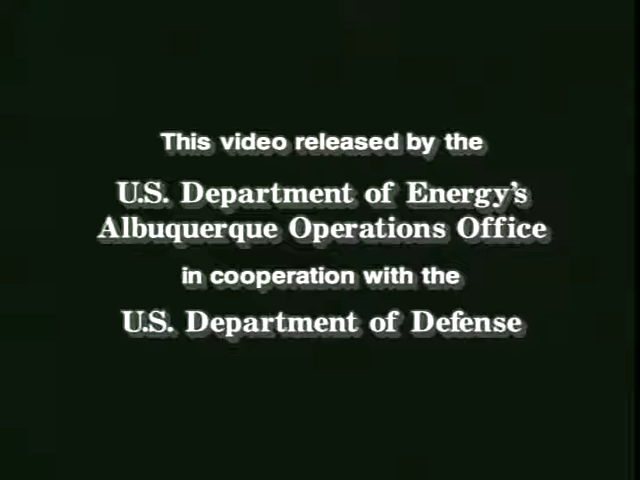 This video released by the
U.S. Department of Energy's
Albuquerque Operations Office
in cooperation with the
U.S. Department of Defense